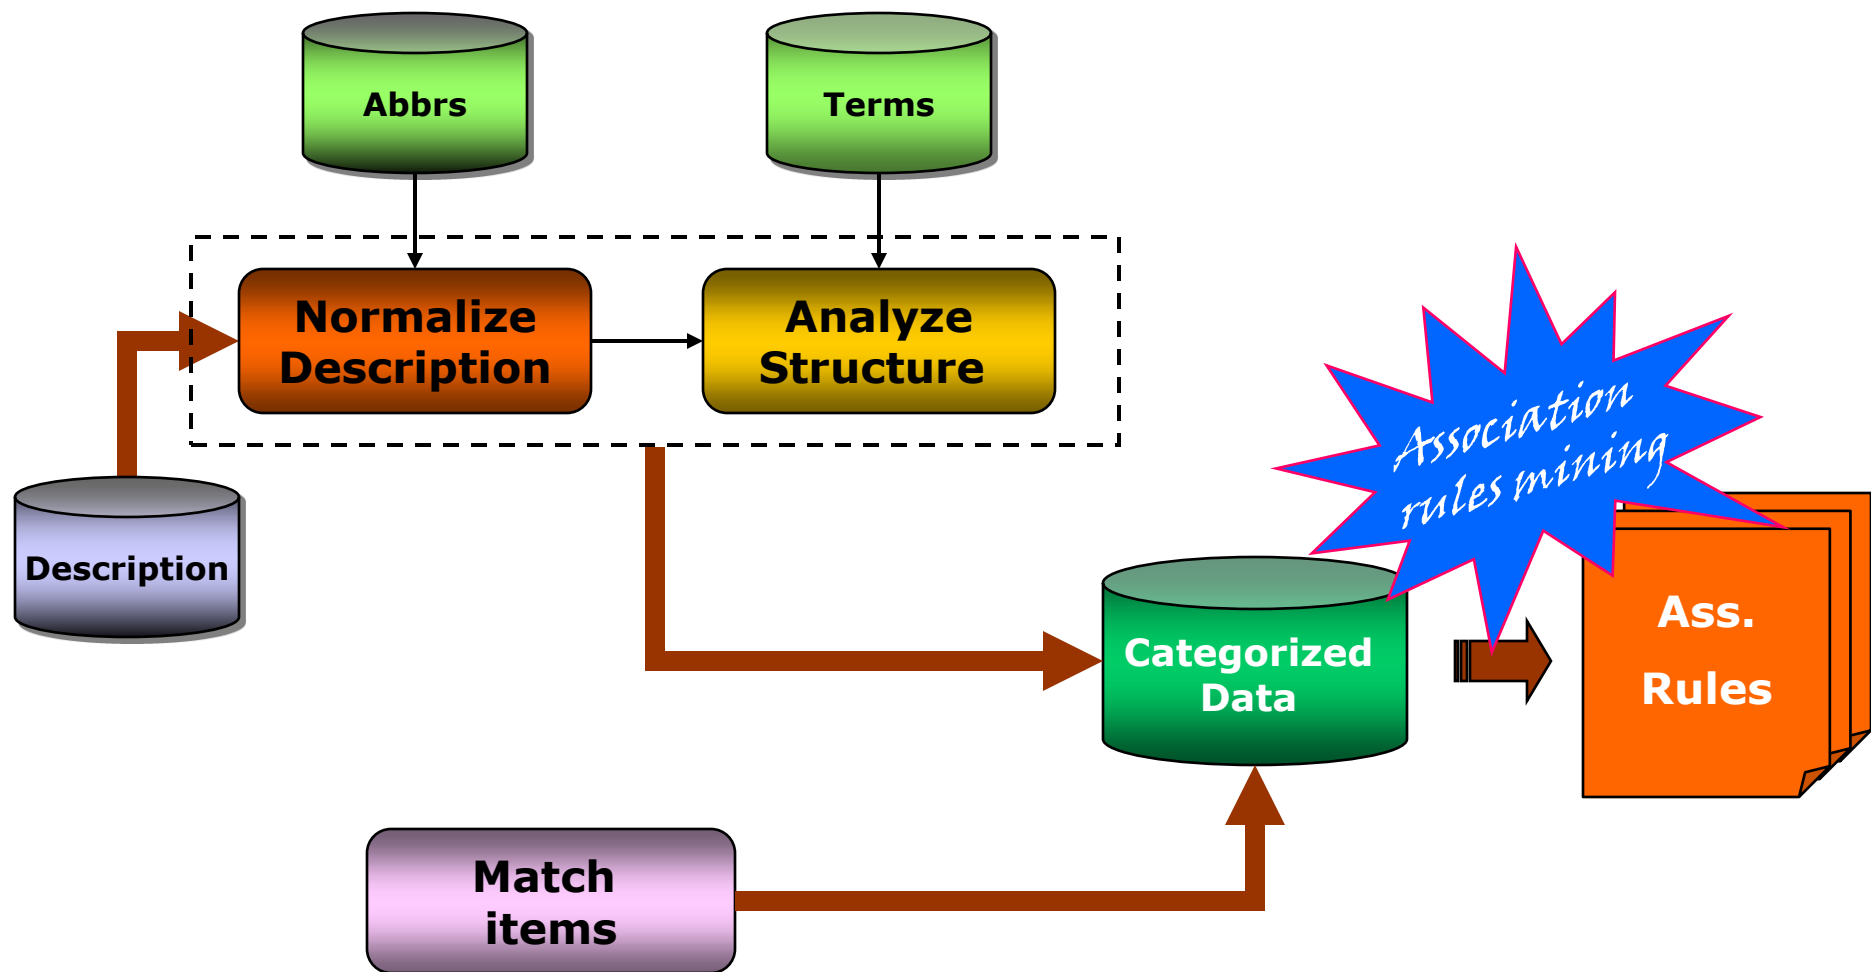 Abbrs
Terms
Normalize
Description
Analyze
Structure
Association
rules mining
Description
Categorized
Data
Ass.
Rules
Match
items